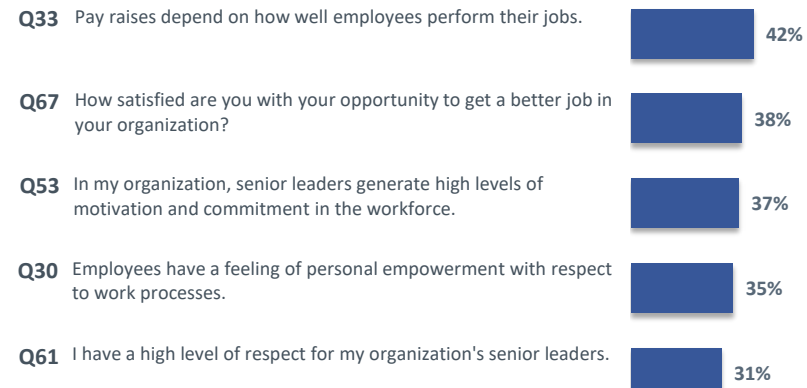 Q33 Pay raises depend on how well employees perform their jobs. 42%
Q67 How satisfied are you with your opportunity to get a better job in
your organization? 38%
Q53 In my organization, senior leaders generate high levels of
motivation and commitment in the workforce. 37%
Q30 Employees have a feeling of personal empowerment with respect
to work processes. 35%
Q61 I have a high level of respect for my organization's senior leaders. 31%